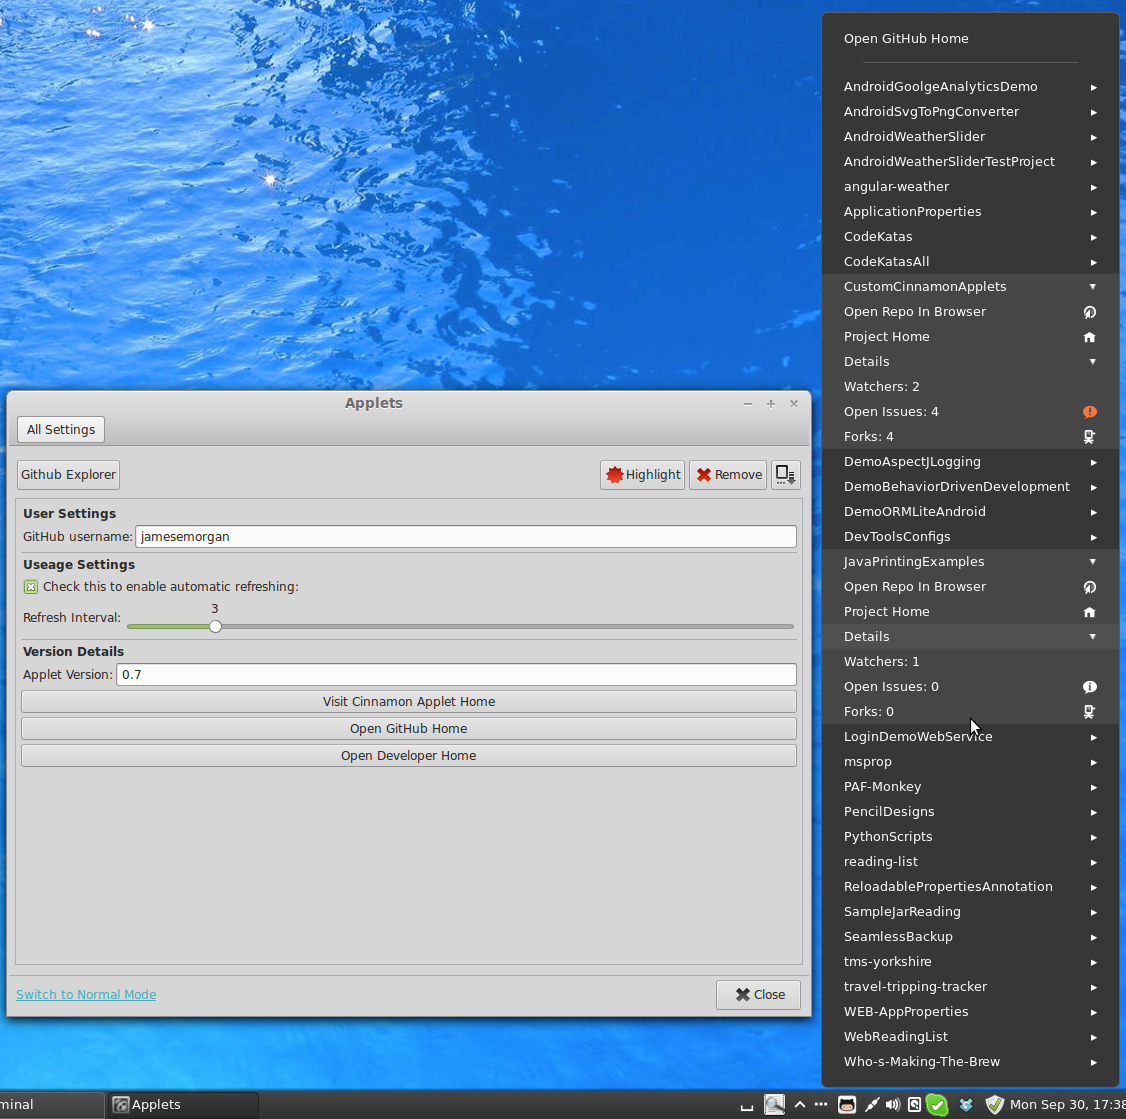 Applets
All Settings
Github Explorer
Highlight
Remove
User Settings
GitHub username: jamesemorgan
Useage Settings
Check this to enable automatic refreshing:
3
Refresh Interval:
Version Details
Applet Version: 0.7
Visit Cinnamon Applet Home
Open GitHub Home
Open Developer Home
Switch to Normal Mode
Close
Open GitHub Home
AndroidGoolgeAnalyticsDemo
AndroidSvgToPngConverter
AndroidWeatherSlider
AndroidWeatherSliderTestProject
angular-weather
ApplicationProperties
CodeKatas
CodeKatasAll
CustomCinnamonApplets
Open Repo In Browser
Project Home
Details
Watchers: 2
Open Issues: 4
Forks: 4
DemoAspectJLogging
DemoBehaviorDrivenDevelopment
DemoORMLiteAndroid
DevToolsConfigs
JavaPrintingExamples
Open Repo In Browser
Project Home
Details
Watchers: 1
Open Issues: 0
Forks: 0
LoginDemoWebService
msprop
PAF-Monkey
PencilDesigns
PythonScripts
reading-list
ReloadablePropertiesAnnotation
SampleJarReading
SeamlessBackup
tms-yorkshire
travel-tripping-tracker
WEB-AppProperties
WebReadingList
Who-s-Making-The-Brew
minal
Applets
Mon Sep 30, 17:38